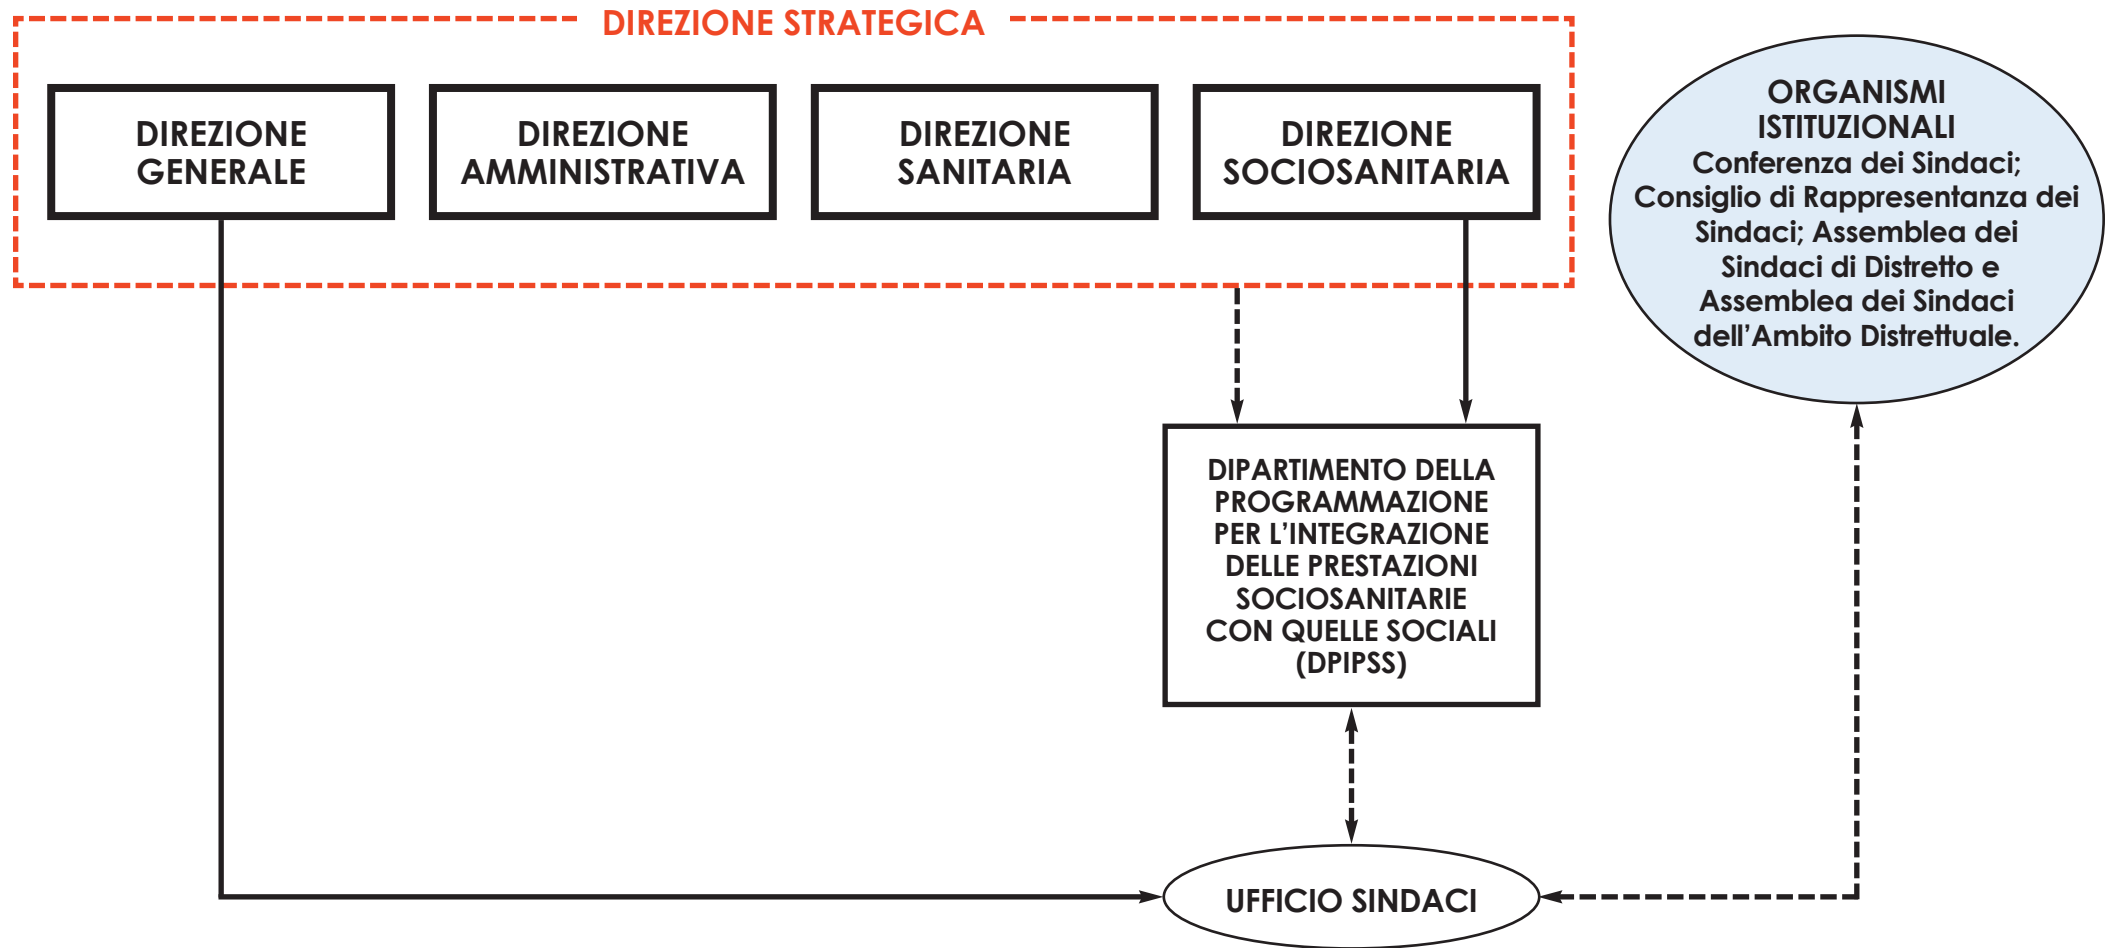 DIREZIONE STRATEGICA
DIREZIONE
GENERALE
DIREZIONE
AMMINISTRATIVA
DIREZIONE
SANITARIA
DIREZIONE
SOCIOSANITARIA
ORGANISMI
ISTITUZIONALI
Conferenza dei Sindaci;
Consiglio di Rappresentanza dei
Sindaci; Assemblea dei
Sindaci di Distretto e
Assemblea dei Sindaci
dell’Ambito Distrettuale.
DIPARTIMENTO DELLA
PROGRAMMAZIONE
PER L’INTEGRAZIONE
DELLE PRESTAZIONI
SOCIOSANITARIE
CON QUELLE SOCIALI
(DPIPSS)
UFFICIO SINDACI